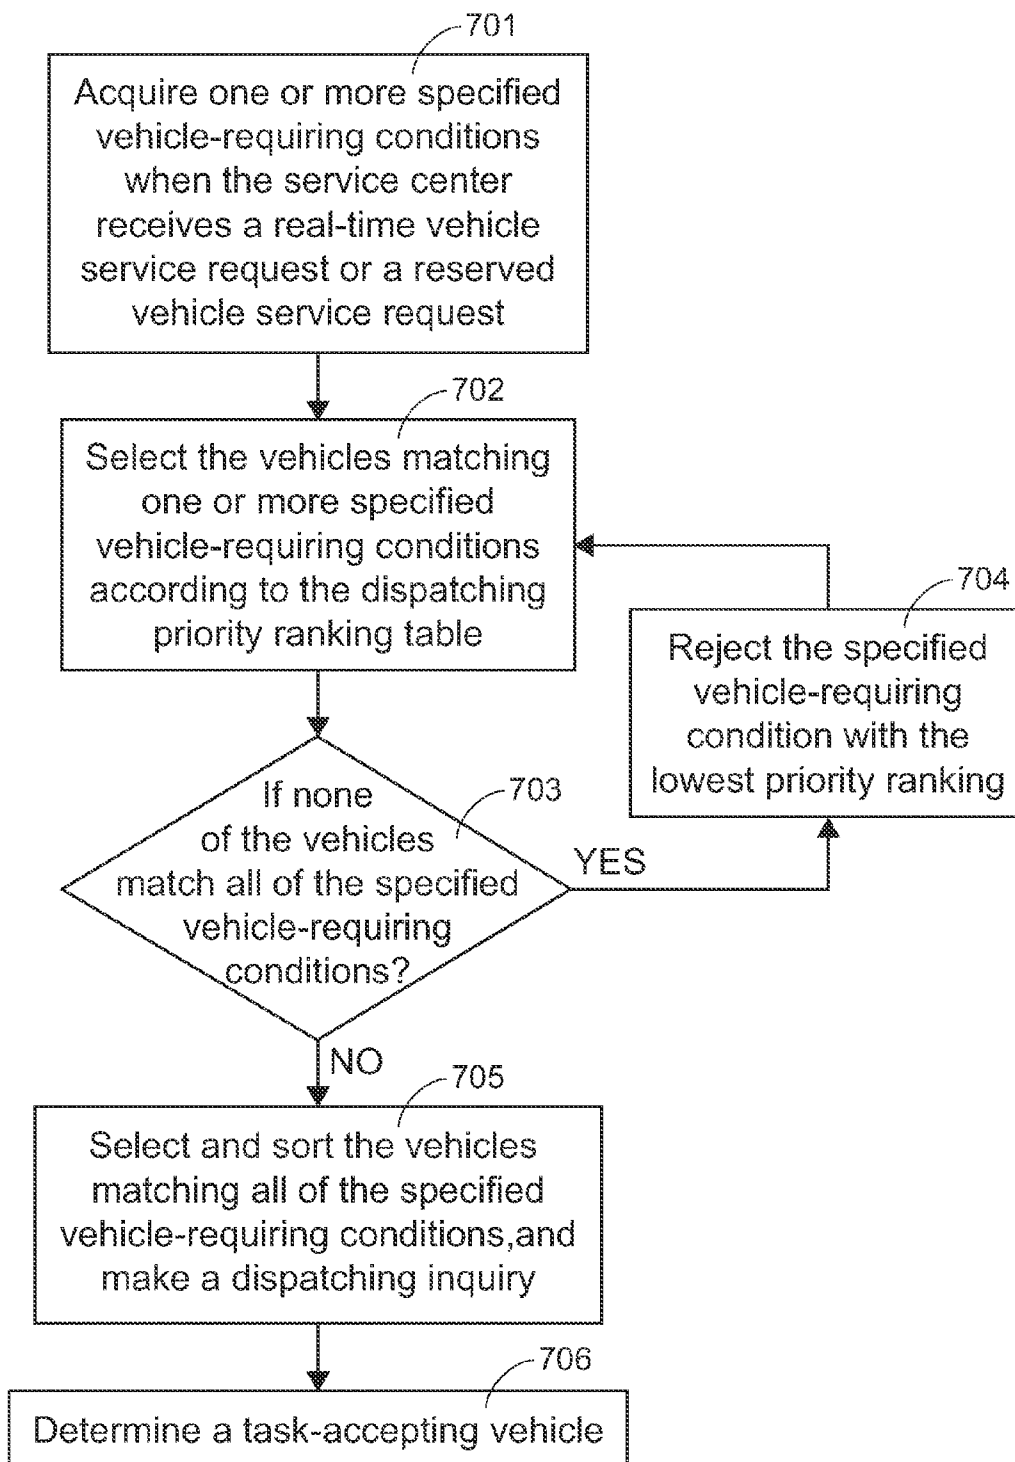 701
Acquire one or more specified
vehicle-requiring conditions
when the service center
receives a real-time vehicle
service request or a reserved
vehicle service request
702
Select the vehicles matching
one or more specified
vehicle-requiring conditions
according to the dispatching
priority ranking table
704
Reject the specified
vehicle-requiring
condition with the
lowest priority ranking
703
If none
of the vehicles
match all of the specified
vehicle-requiring
conditions?
YES
NO
705
Select and sort the vehicles
matching all of the specified
vehicle-requiring conditions,and
make a dispatching inquiry
706
Determine a task-accepting vehicle